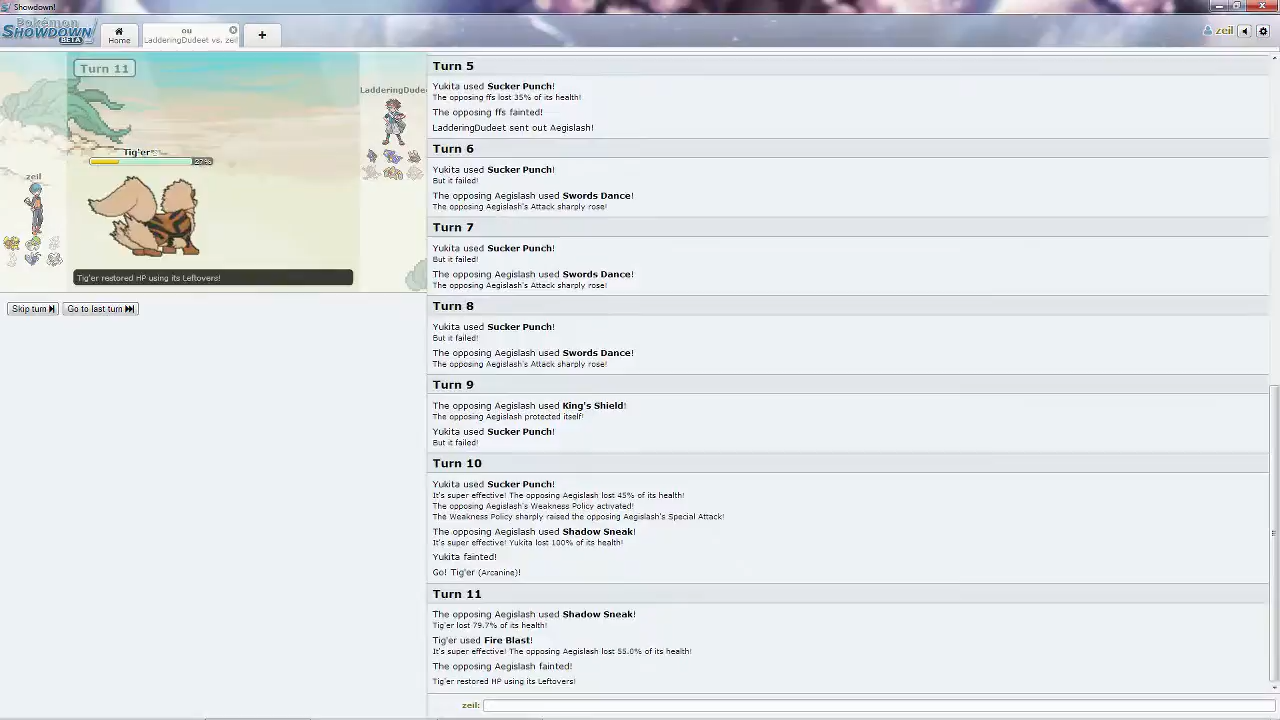 Showdown!
Pokémon
SHOWDOWN
BETA
Home
ou
LadderingDudeet vs. zeil
+
zeil
Turn 11
LadderingDudee
Tig'er
27%
zeil
Tig'er restored HP using its Leftovers!
Skip turn
Go to last turn
Turn 5
Yukita used Sucker Punch!
The opposing ffs lost 35% of its health!
The opposing ffs fainted!
LadderingDudeet sent out Aegislash!
Turn 6
Yukita used Sucker Punch!
But it failed!
The opposing Aegislash used Swords Dance!
The opposing Aegislash's Attack sharply rose!
Turn 7
Yukita used Sucker Punch!
But it failed!
The opposing Aegislash used Swords Dance!
The opposing Aegislash's Attack sharply rose!
Turn 8
Yukita used Sucker Punch!
But it failed!
The opposing Aegislash used Swords Dance!
The opposing Aegislash's Attack sharply rose!
Turn 9
The opposing Aegislash used King's Shield!
The opposing Aegislash protected itself!
Yukita used Sucker Punch!
But it failed!
Turn 10
Yukita used Sucker Punch!
It's super effective! The opposing Aegislash lost 45% of its health!
The opposing Aegislash's Weakness Policy activated!
The Weakness Policy sharply raised the opposing Aegislash's Special Attack!
The opposing Aegislash used Shadow Sneak!
It's super effective! Yukita lost 100% of its health!
Yukita fainted!
Go! Tig'er (Arcanine)!
Turn 11
The opposing Aegislash used Shadow Sneak!
Tig'er lost 79.7% of its health!
Tig'er used Fire Blast!
It's super effective! The opposing Aegislash lost 55.0% of its health!
The opposing Aegislash fainted!
Tig'er restored HP using its Leftovers!
zeil: